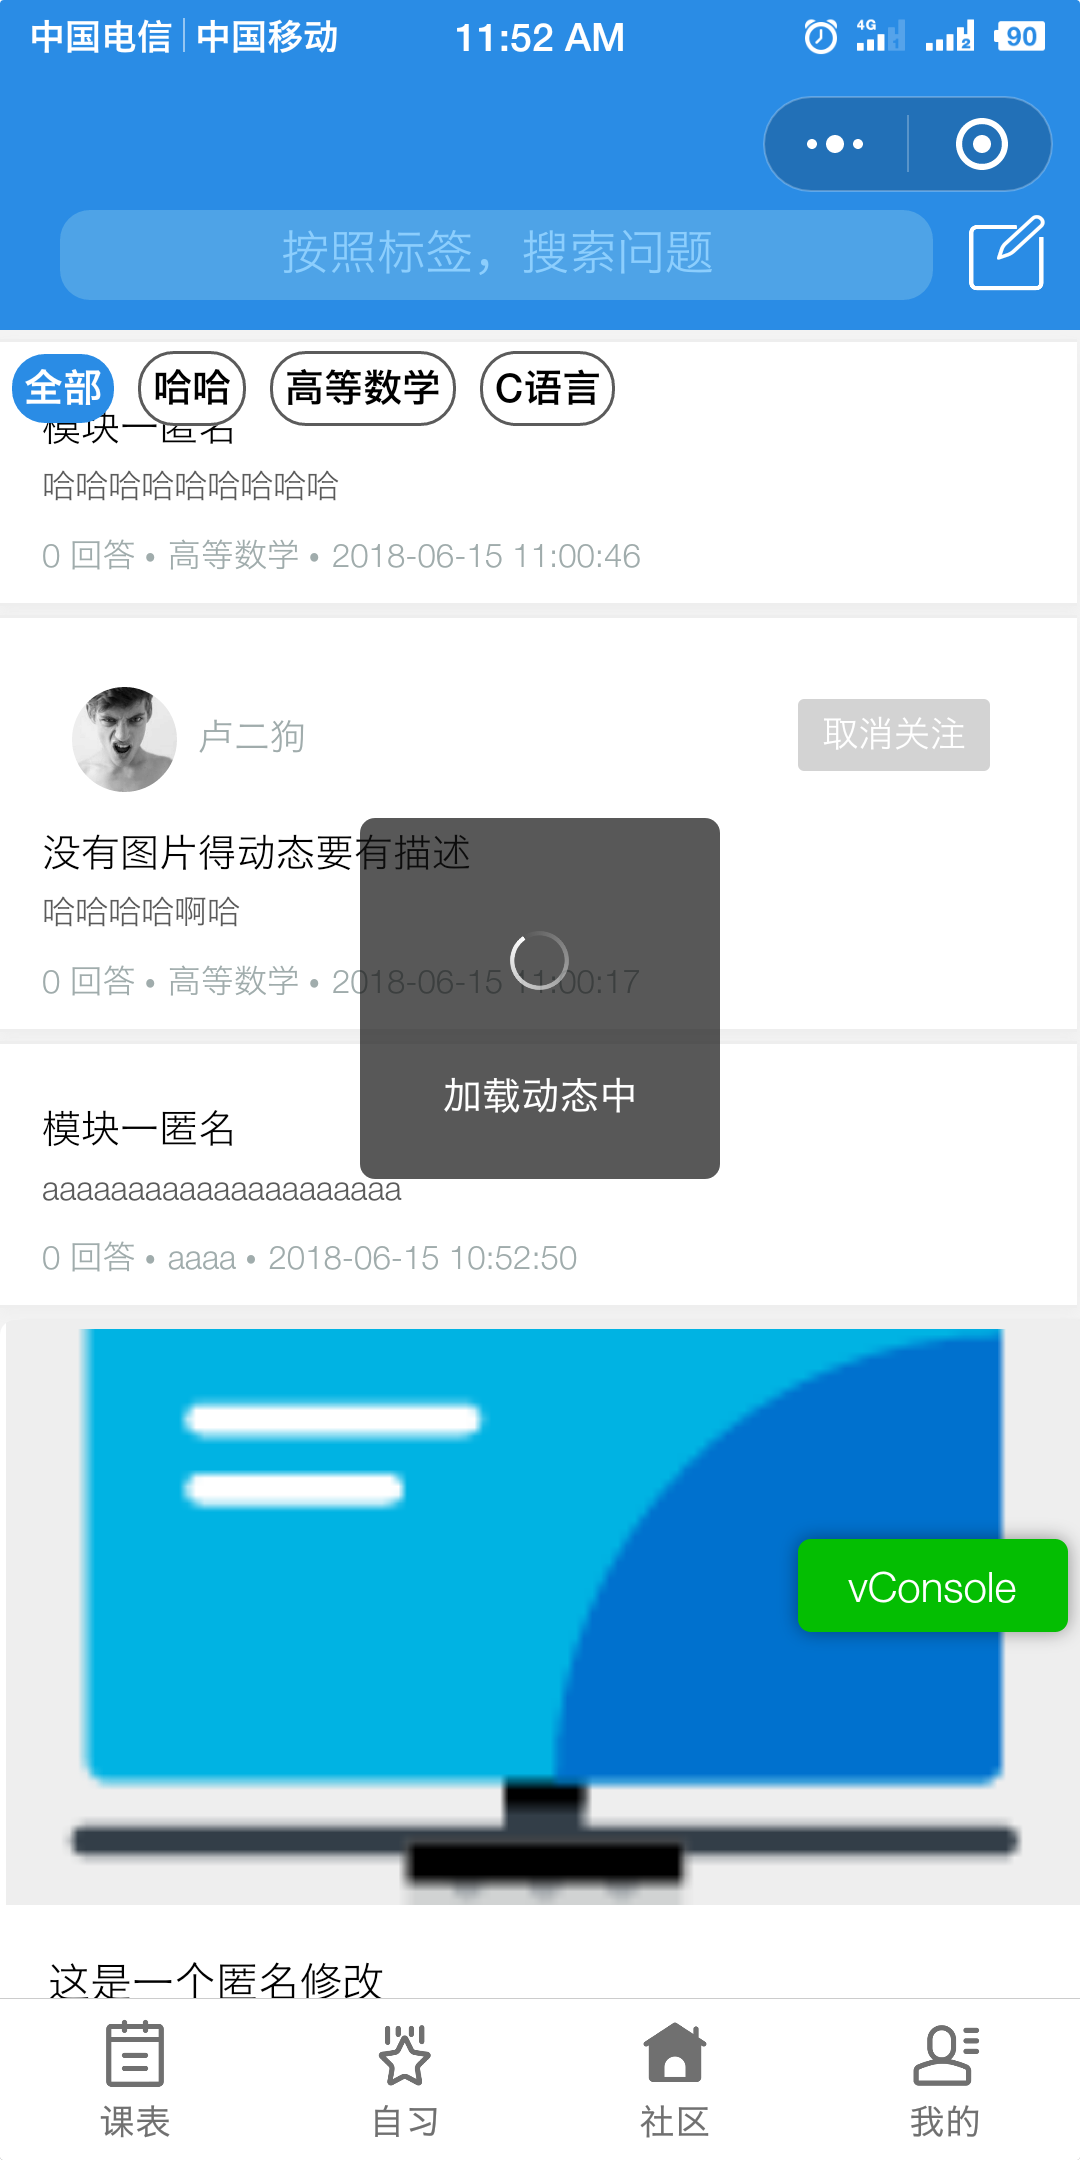 中国电信 中国移动 11:52 AM 4G 1 2 90
按照标签，搜索问题
全部 哈哈 高等数学 C语言
模块一匿名
哈哈哈哈哈哈哈哈哈
0 回答 • 高等数学 • 2018-06-15 11:00:46
卢二狗 取消关注
没有图片得动态要有描述
哈哈哈哈啊哈
0 回答 • 高等数学 • 2018-06-15 11:00:17
加载动态中
模块一匿名
aaaaaaaaaaaaaaaaaaaaa
0 回答 • aaaa • 2018-06-15 10:52:50
vConsole
这是一个匿名修改
课表 自习 社区 我的